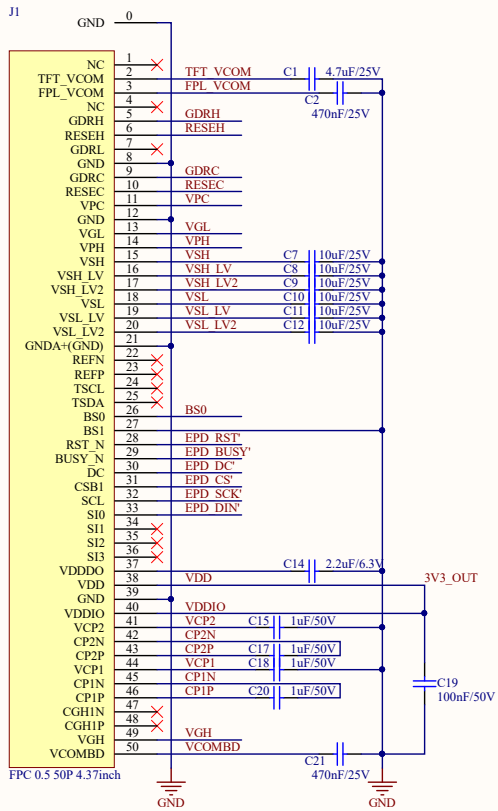 J1
GND 0
NC 1
TFT_VCOM 2 TFT_VCOM C1 4.7uF/25V
FPL_VCOM 3 FPL_VCOM C2
NC 4 470nF/25V
GDRH 5 GDRH
RESEH 6 RESEH
GDRL 7
GND 8
GDRC 9 GDRC
RESEC 10 RESEC
VPC 11 VPC
GND 12
VGL 13 VGL
VPH 14 VPH
VSH 15 VSH C7 10uF/25V
VSH_LV 16 VSH_LV C8 10uF/25V
VSH_LV2 17 VSH_LV2 C9 10uF/25V
VSL 18 VSL C10 10uF/25V
VSL_LV 19 VSL_LV C11 10uF/25V
VSL_LV2 20 VSL_LV2 C12 10uF/25V
GNDA+(GND) 21
REFN 22
REFP 23
TSCL 24
TSDA 25
BS0 26 BS0
BS1 27
RST_N 28 EPD_RST'
BUSY_N 29 EPD_BUSY'
DC 30 EPD_DC'
CSB1 31 EPD_CS'
SCL 32 EPD_SCK'
SI0 33 EPD_DIN'
SI1 34
SI2 35
SI3 36
VDDDO 37 C14 2.2uF/6.3V
VDD 38 VDD 3V3_OUT
GND 39
VDDIO 40 VDDIO
VCP2 41 VCP2 C15 1uF/50V
CP2N 42 CP2N
CP2P 43 CP2P C17 1uF/50V
VCP1 44 VCP1 C18 1uF/50V
CP1N 45 CP1N C19
CP1P 46 CP1P C20 1uF/50V 100nF/50V
CGH1N 47
CGH1P 48
VGH 49 VGH
VCOMBD 50 VCOMBD C21
FPC 0.5 50P 4.37inch 470nF/25V
GND GND